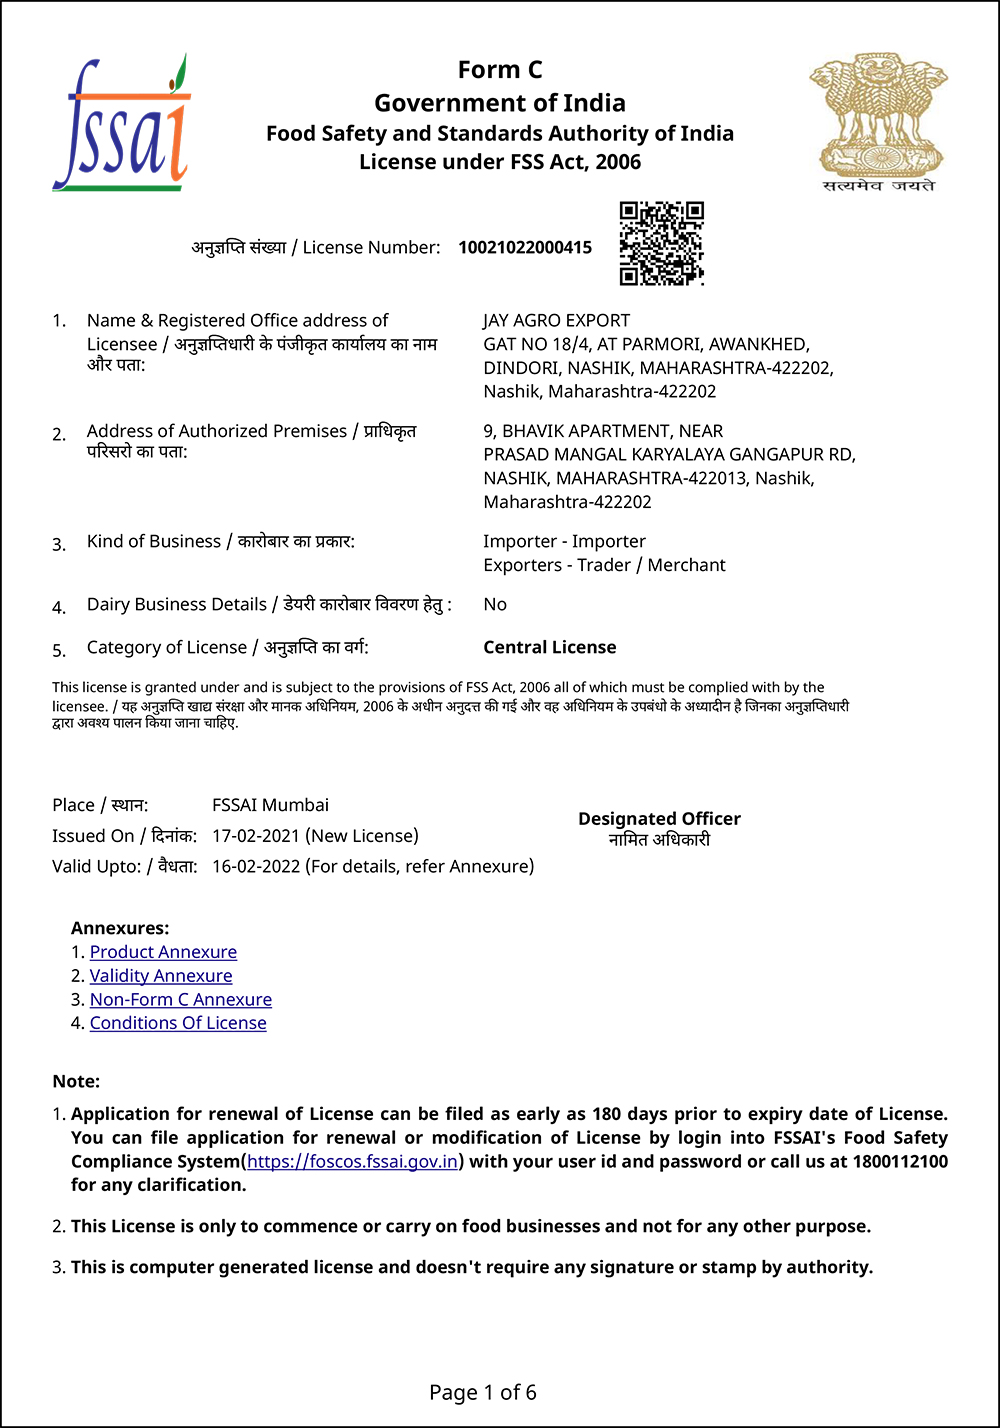 fssai
Form C
Government of India
Food Safety and Standards Authority of India
License under FSS Act, 2006
सत्यमेव जयते
अनुज्ञप्ति संख्या / License Number: 10021022000415
1. Name & Registered Office address of
Licensee / अनुज्ञप्तिधारी के पंजीकृत कार्यालय का नाम
और पता:
JAY AGRO EXPORT
GAT NO 18/4, AT PARMORI, AWANKHED,
DINDORI, NASHIK, MAHARASHTRA-422202,
Nashik, Maharashtra-422202
2. Address of Authorized Premises / प्राधिकृत
परिसरो का पता:
9, BHAVIK APARTMENT, NEAR
PRASAD MANGAL KARYALAYA GANGAPUR RD,
NASHIK, MAHARASHTRA-422013, Nashik,
Maharashtra-422202
3. Kind of Business / कारोबार का प्रकार:
Importer - Importer
Exporters - Trader / Merchant
4. Dairy Business Details / डेयरी कारोबार विवरण हेतु : No
5. Category of License / अनुज्ञप्ति का वर्ग: Central License
This license is granted under and is subject to the provisions of FSS Act, 2006 all of which must be complied with by the
licensee. / यह अनुज्ञप्ति खाद्य संरक्षा और मानक अधिनियम, 2006 के अधीन अनुदत्त की गई और वह अधिनियम के उपबंधो के अध्यादीन है जिनका अनुज्ञप्तिधारी
द्वारा अवश्य पालन किया जाना चाहिए.
Place / स्थान: FSSAI Mumbai
Issued On / दिनांक: 17-02-2021 (New License)
Valid Upto: / वैधता: 16-02-2022 (For details, refer Annexure)
Designated Officer
नामित अधिकारी
Annexures:
1. Product Annexure
2. Validity Annexure
3. Non-Form C Annexure
4. Conditions Of License
Note:
1. Application for renewal of License can be filed as early as 180 days prior to expiry date of License.
You can file application for renewal or modification of License by login into FSSAI's Food Safety
Compliance System(https://foscos.fssai.gov.in) with your user id and password or call us at 1800112100
for any clarification.
2. This License is only to commence or carry on food businesses and not for any other purpose.
3. This is computer generated license and doesn't require any signature or stamp by authority.
Page 1 of 6